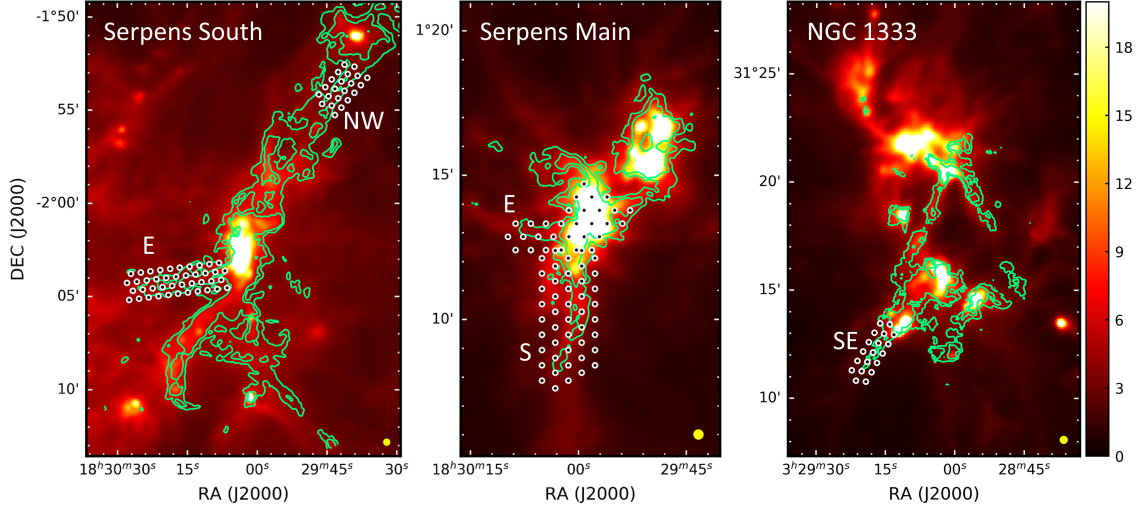 Serpens South
Serpens Main
NGC 1333
-1°50'
55'
-2°00'
05'
10'
DEC (J2000)
NW
E
18ʰ30ᵐ30ˢ
15ˢ
00ˢ
29ᵐ45ˢ
30ˢ
RA (J2000)
1°20'
15'
10'
E
S
18ʰ30ᵐ15ˢ
00ˢ
29ᵐ45ˢ
RA (J2000)
31°25'
20'
15'
10'
SE
3ʰ29ᵐ30ˢ
15ˢ
00ˢ
28ᵐ45ˢ
RA (J2000)
18
15
12
9
6
3
0